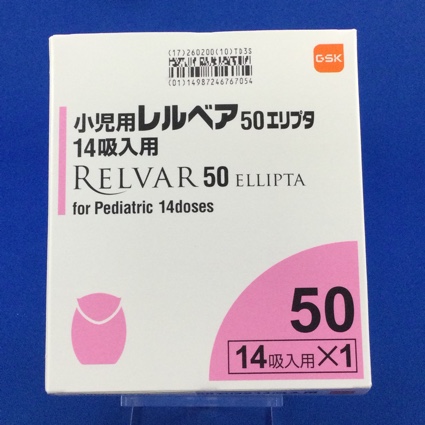 (17)260200(10)TD3S
(01)14987246767054
GSK
小児用レルベア50エリプタ
14吸入用
RELVAR 50 ELLIPTA
for Pediatric 14doses
50
14吸入用×1